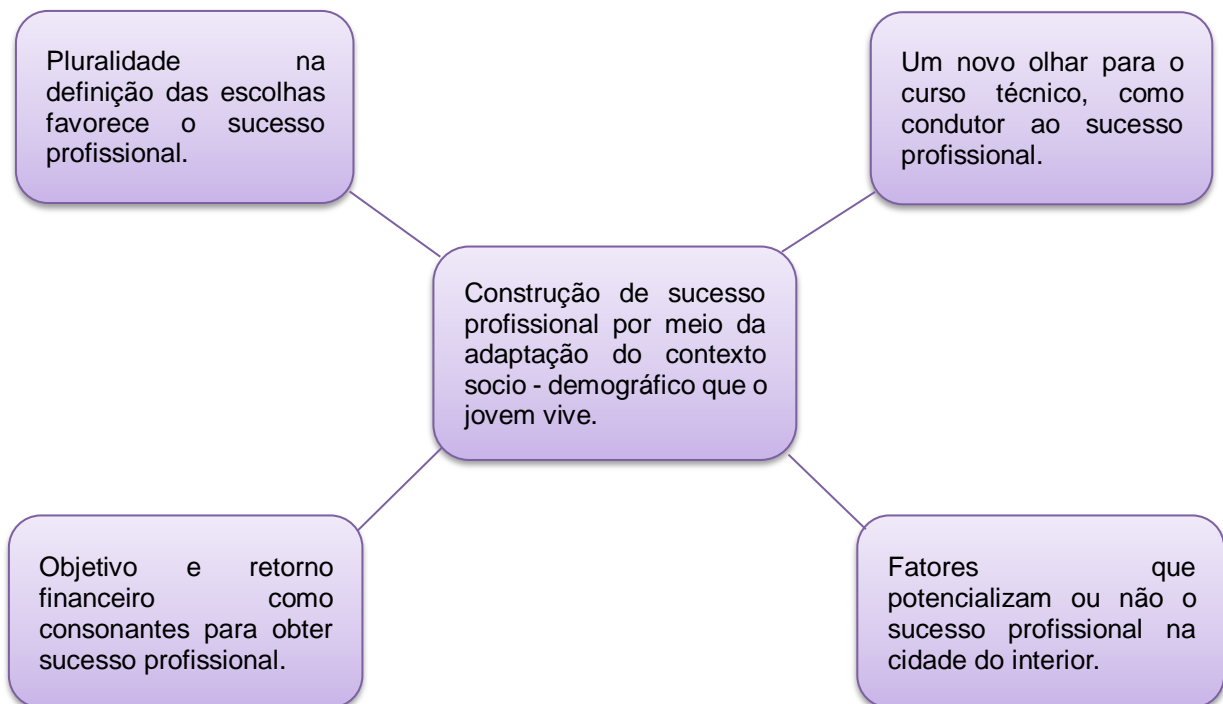 Pluralidade na
definição das escolhas
favorece o sucesso
profissional.
Um novo olhar para o
curso técnico, como
condutor ao sucesso
profissional.
Construção de sucesso
profissional por meio da
adaptação do contexto
socio - demográfico que o
jovem vive.
Objetivo e retorno
financeiro como
consonantes para obter
sucesso profissional.
Fatores que
potencializam ou não o
sucesso profissional na
cidade do interior.